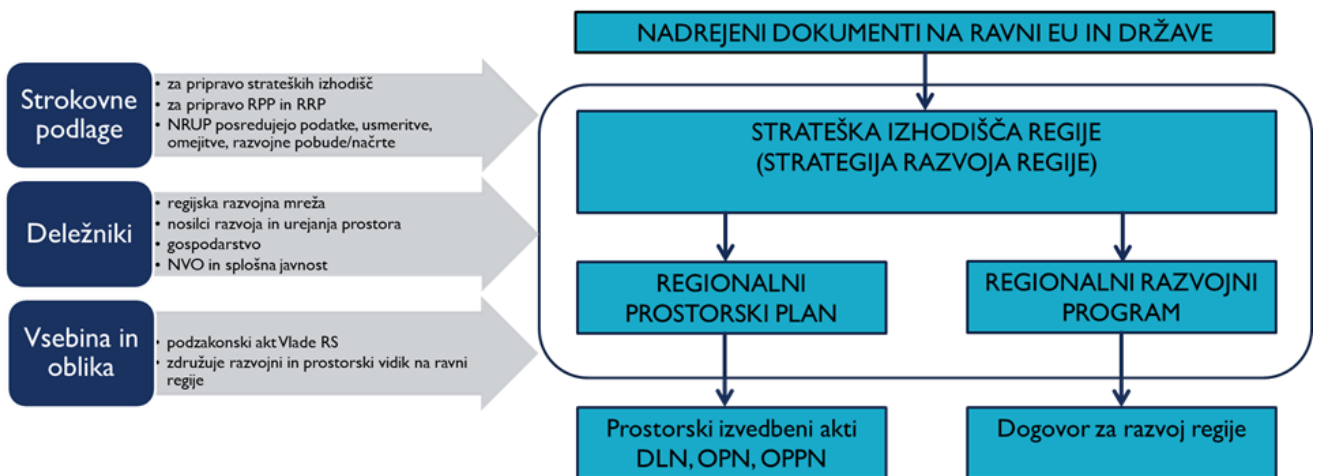 Strokovne
podlage
• za pripravo strateških izhodišč
• za pripravo RPP in RRP
• NRUP posredujejo podatke, usmeritve,
omejitve, razvojne pobude/načrte
Deležniki
• regijska razvojna mreža
• nosilci razvoja in urejanja prostora
• gospodarstvo
• NVO in splošna javnost
Vsebina in
oblika
• podzakonski akt Vlade RS
• združuje razvojni in prostorski vidik na ravni
regije
NADREJENI DOKUMENTI NA RAVNI EU IN DRŽAVE
STRATEŠKA IZHODIŠČA REGIJE
(STRATEGIJA RAZVOJA REGIJE)
REGIONALNI
PROSTORSKI PLAN
REGIONALNI RAZVOJNI
PROGRAM
Prostorski izvedbeni akti
DLN, OPN, OPPN
Dogovor za razvoj regije